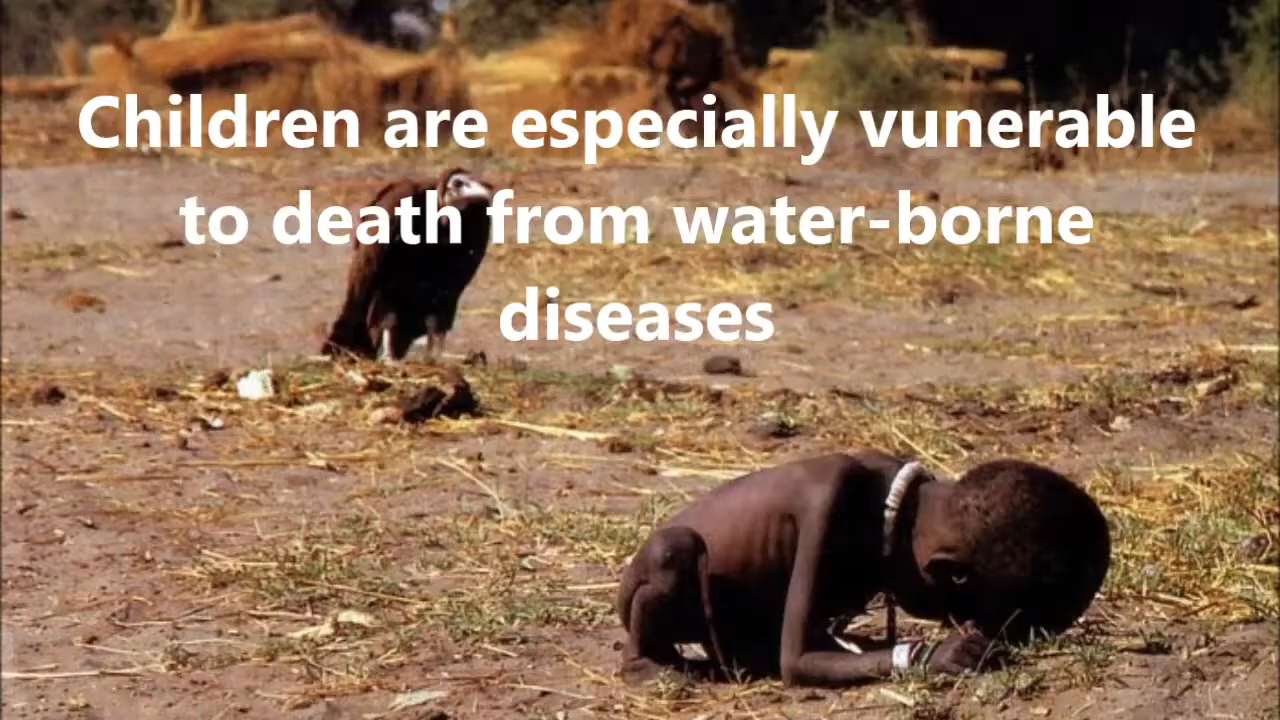 Children are especially vunerable
to death from water-borne
diseases